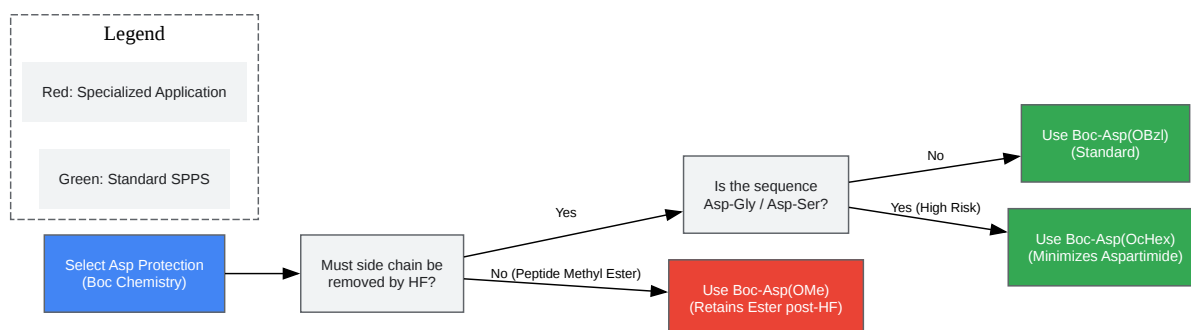 Legend
Red: Specialized Application
Green: Standard SPPS
Select Asp Protection
(Boc Chemistry)
Must side chain be
removed by HF?
Yes
No (Peptide Methyl Ester)
Is the sequence
Asp-Gly / Asp-Ser?
Use Boc-Asp(OMe)
(Retains Ester post-HF)
No
Yes (High Risk)
Use Boc-Asp(OBzl)
(Standard)
Use Boc-Asp(OcHex)
(Minimizes Aspartimide)